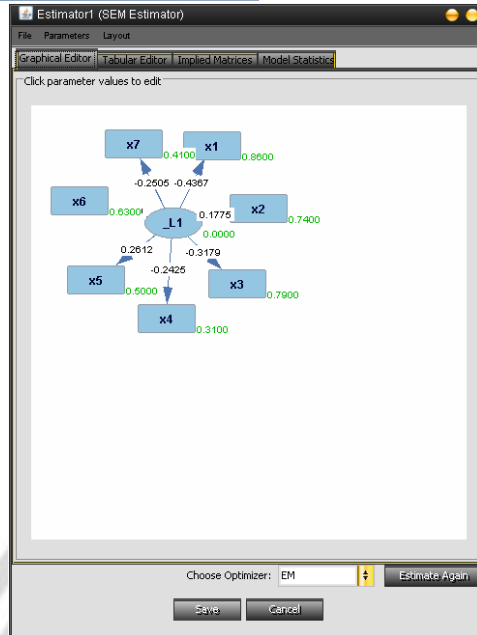 Estimator1 (SEM Estimator)
File Parameters Layout
Graphical Editor Tabular Editor Implied Matrices Model Statistics
Click parameter values to edit
x7 x1
0.4100 0.8600
-0.2505 -0.4367
x6 x2
0.6300 0.1775 0.7400
_L1
0.0000
0.2612 -0.3179
-0.2425
x5 x3
0.5000 0.7900
x4
0.3100
Choose Optimizer: EM Estimate Again
Save Cancel